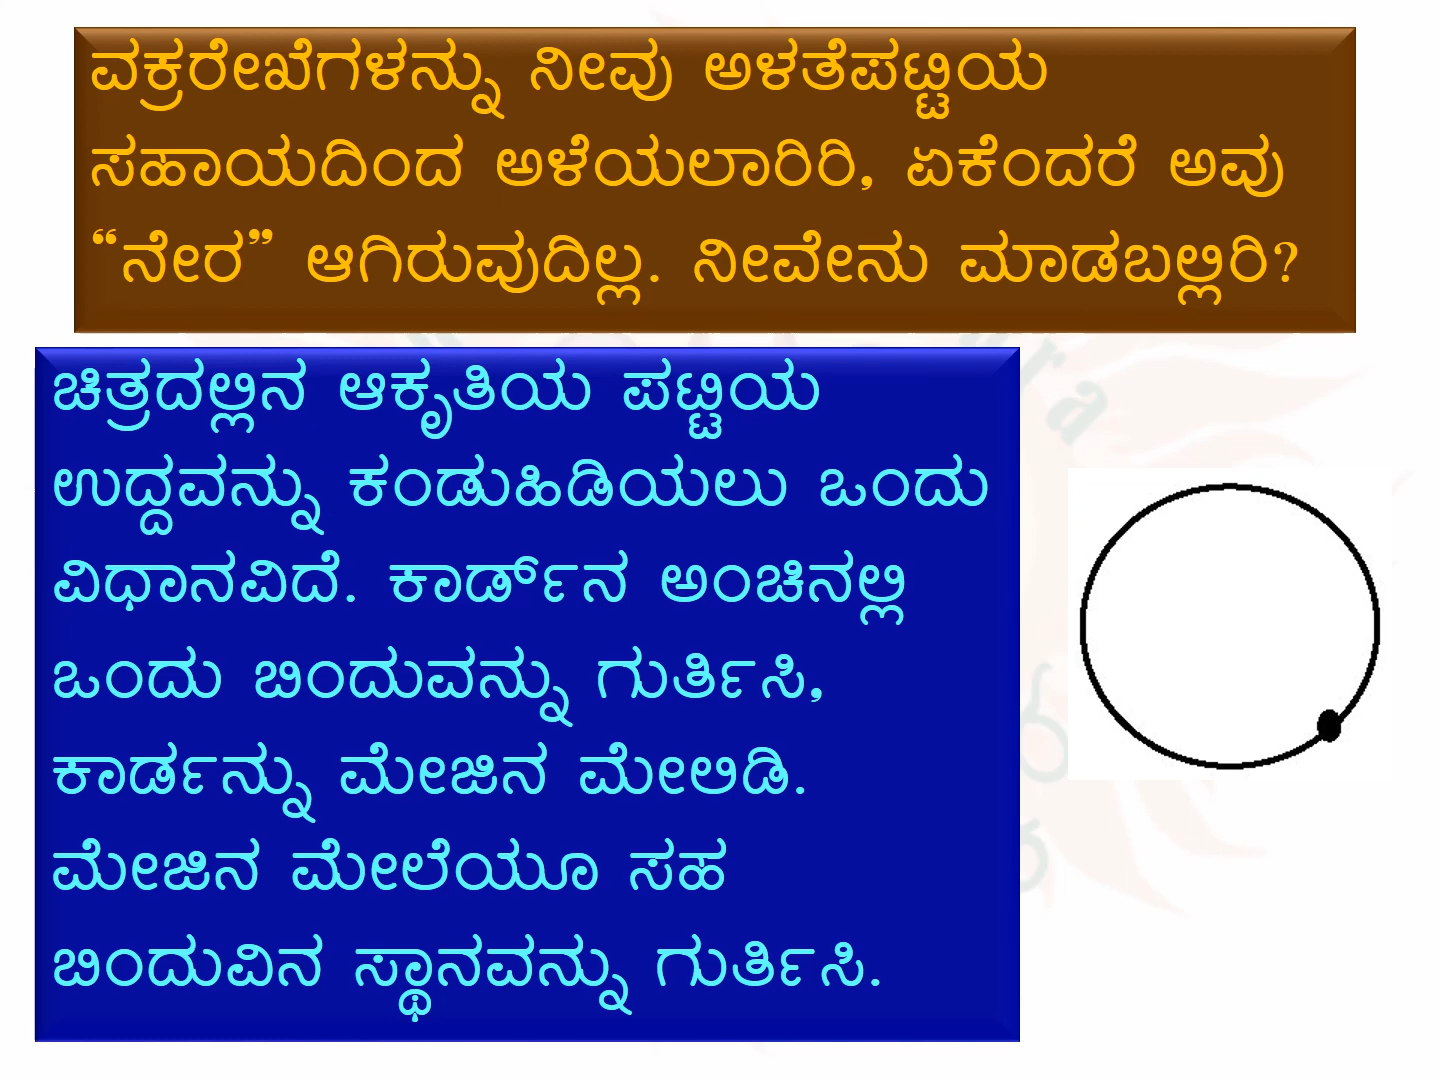 ವಕ್ರರೇಖೆಗಳನ್ನು ನೀವು ಅಳತೆಪಟ್ಟಿಯ
ಸಹಾಯದಿಂದ ಅಳೆಯಲಾರಿರಿ, ಏಕೆಂದರೆ ಅವು
“ನೇರ” ಆಗಿರುವುದಿಲ್ಲ. ನೀವೇನು ಮಾಡಬಲ್ಲಿರಿ?
ಚಿತ್ರದಲ್ಲಿನ ಆಕೃತಿಯ ಪಟ್ಟಿಯ
ಉದ್ದವನ್ನು ಕಂಡುಹಿಡಿಯಲು ಒಂದು
ವಿಧಾನವಿದೆ. ಕಾರ್ಡ್‌ನ ಅಂಚಿನಲ್ಲಿ
ಒಂದು ಬಿಂದುವನ್ನು ಗುರ್ತಿಸಿ,
ಕಾರ್ಡನ್ನು ಮೇಜಿನ ಮೇಲಿಡಿ.
ಮೇಜಿನ ಮೇಲೆಯೂ ಸಹ
ಬಿಂದುವಿನ ಸ್ಥಾನವನ್ನು ಗುರ್ತಿಸಿ.